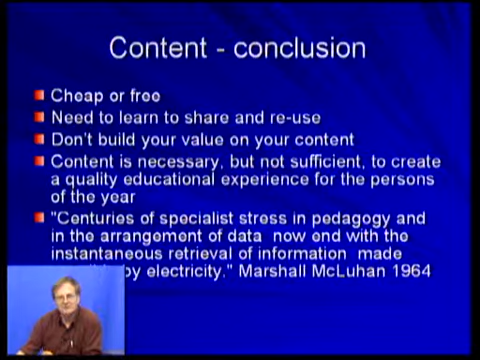 Content - conclusion
Cheap or free
Need to learn to share and re-use
Don't build your value on your content
Content is necessary, but not sufficient, to create
a quality educational experience for the persons
of the year
"Centuries of specialist stress in pedagogy and
in the arrangement of data now end with the
instantaneous retrieval of information made
by electricity." Marshall McLuhan 1964